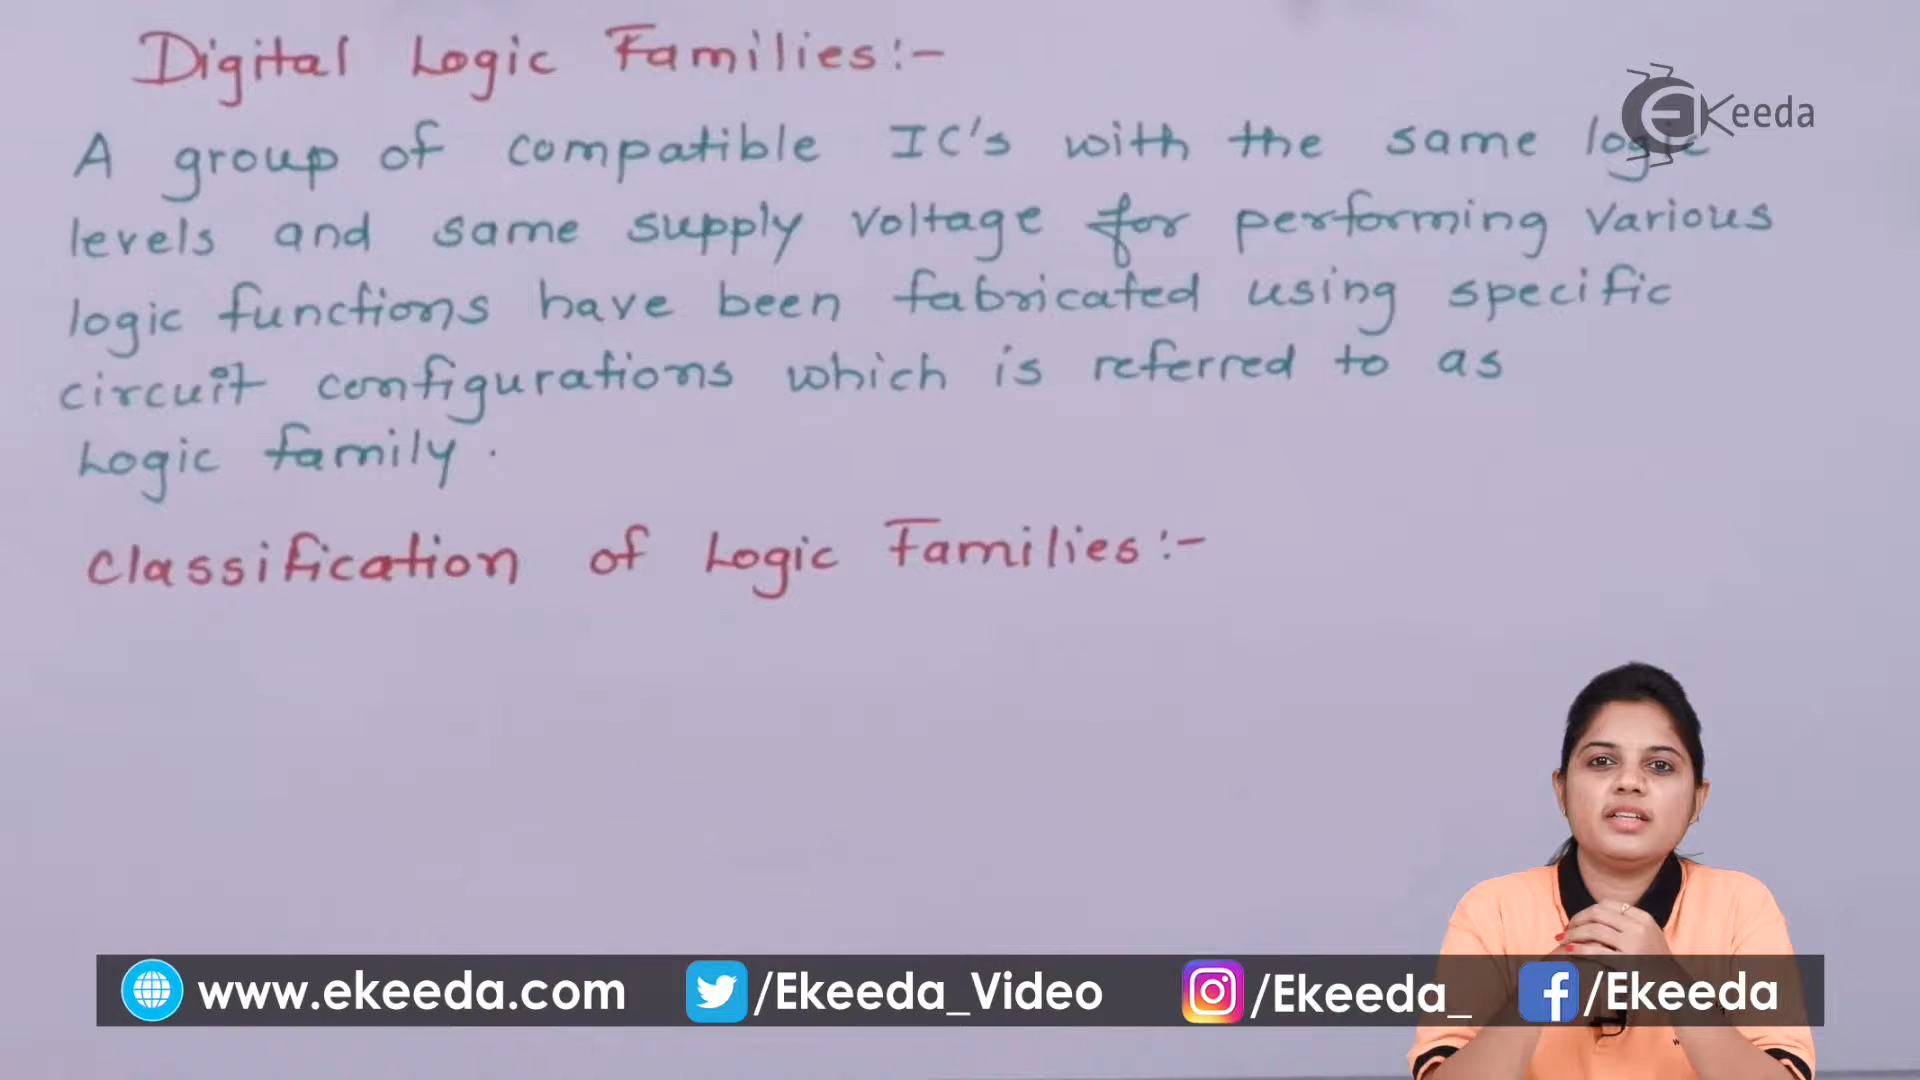 Digital Logic Families:-
Ekeeda
A group of compatible IC's with the same logic
levels and same supply voltage for performing various
logic functions have been fabricated using specific
circuit configurations which is referred to as
Logic family.
Classification of Logic Families:-
www.ekeeda.com /Ekeeda_Video /Ekeeda_ /Ekeeda